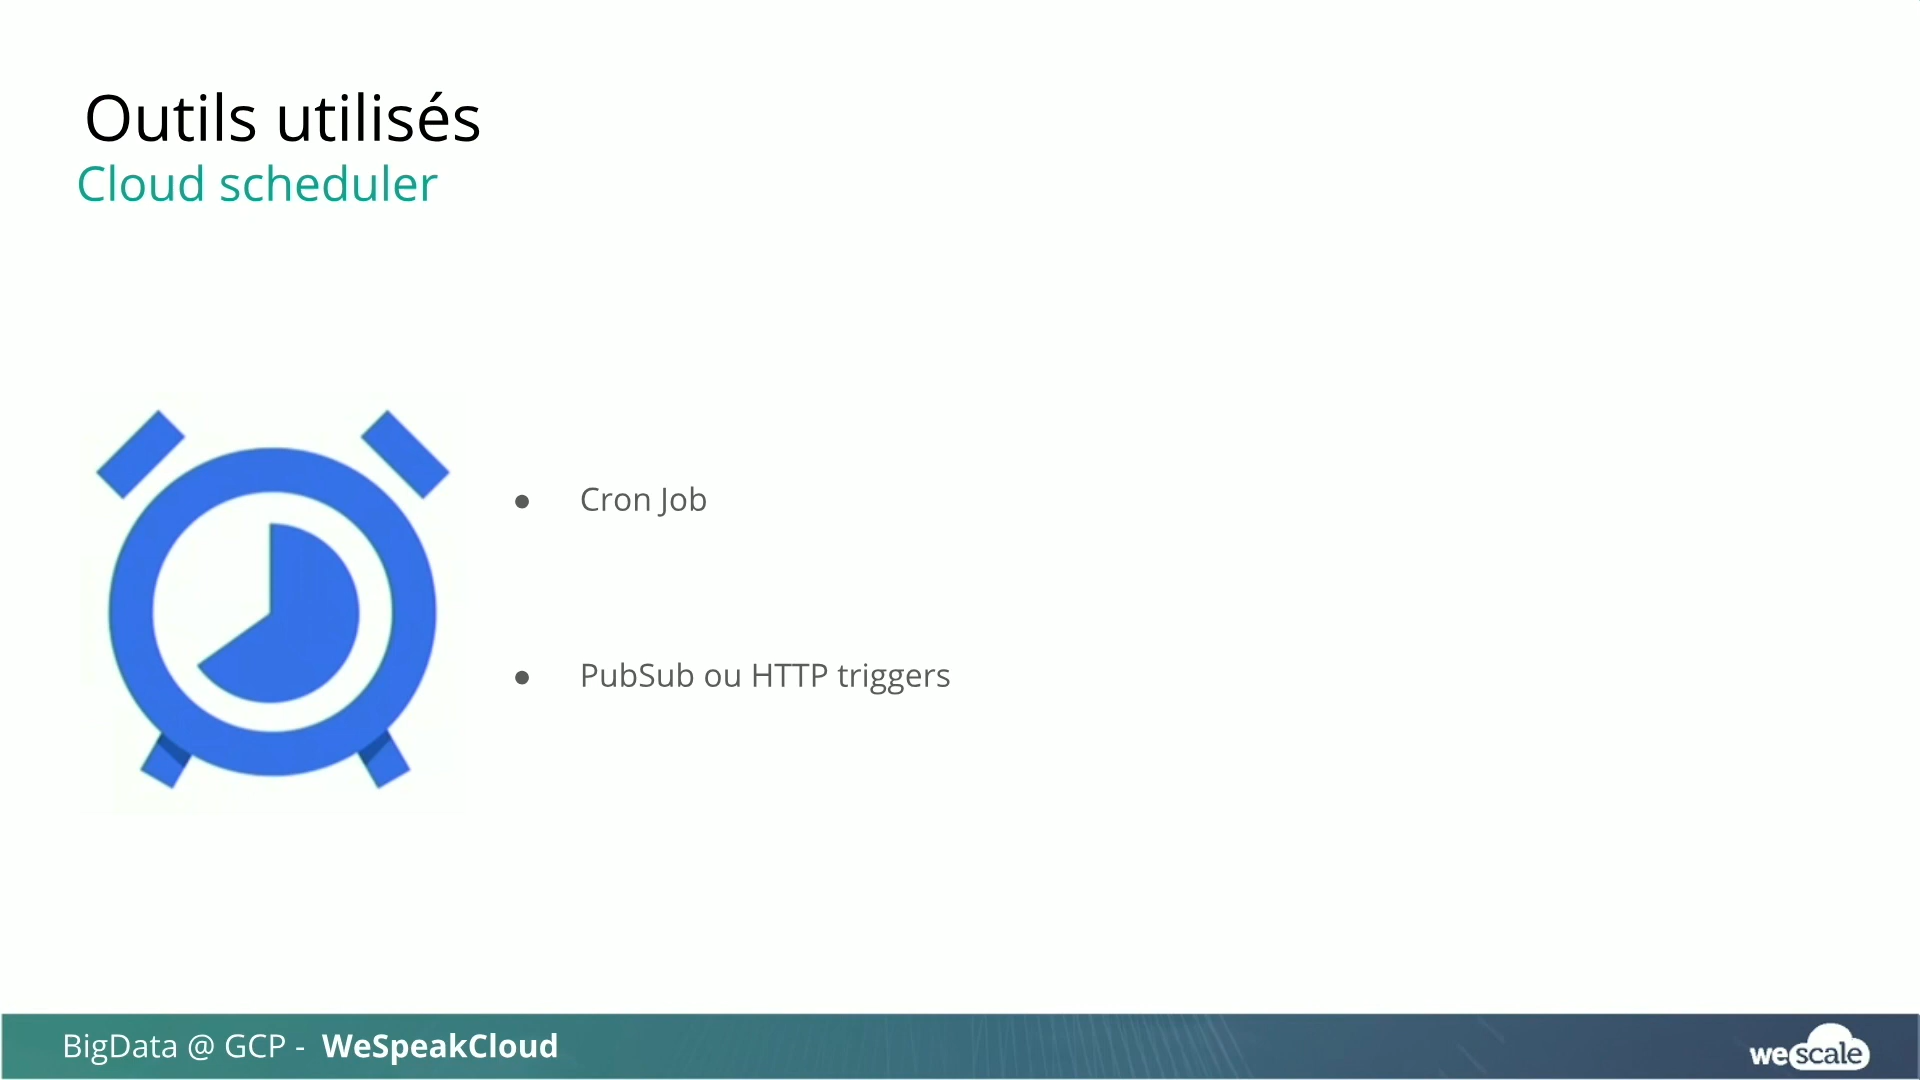 Outils utilisés
Cloud scheduler
● Cron Job
● PubSub ou HTTP triggers
BigData @ GCP - WeSpeakCloud
wescale